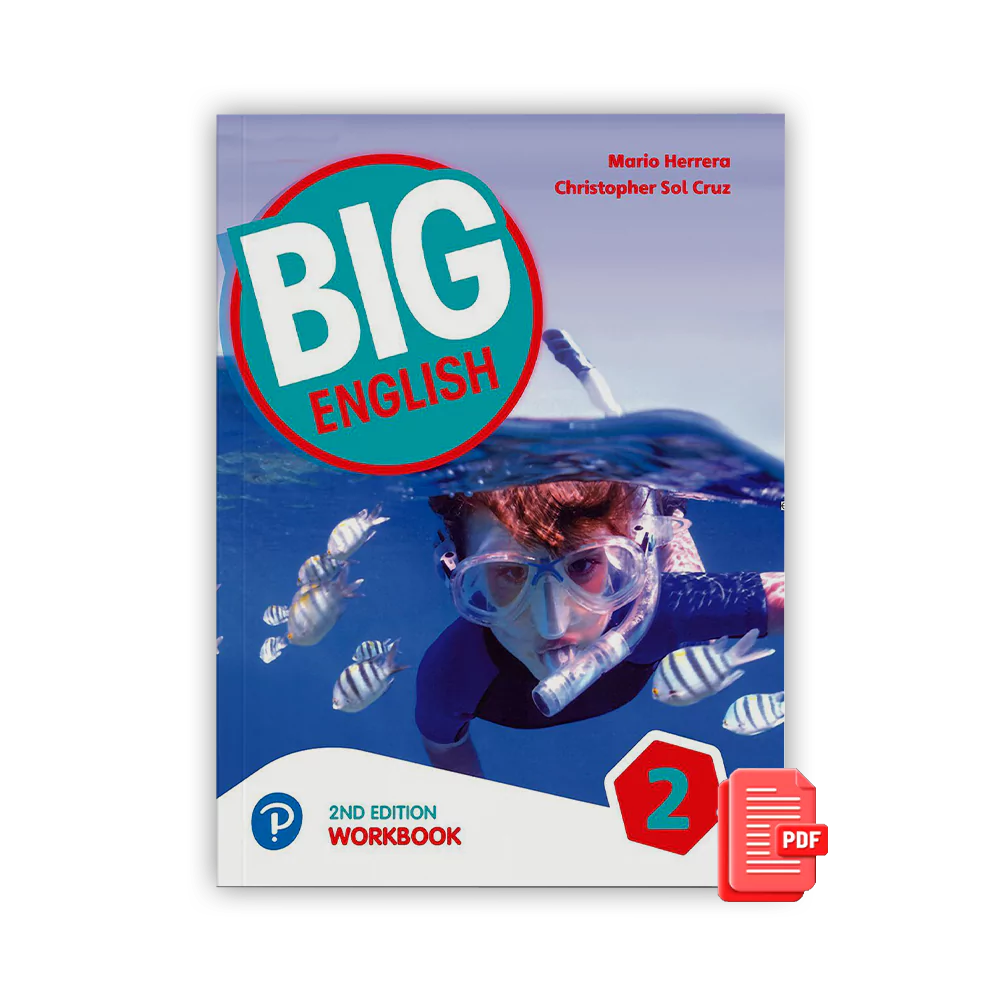 Mario Herrera
Christopher Sol Cruz
BIG
ENGLISH
2ND EDITION
WORKBOOK
2
PDF